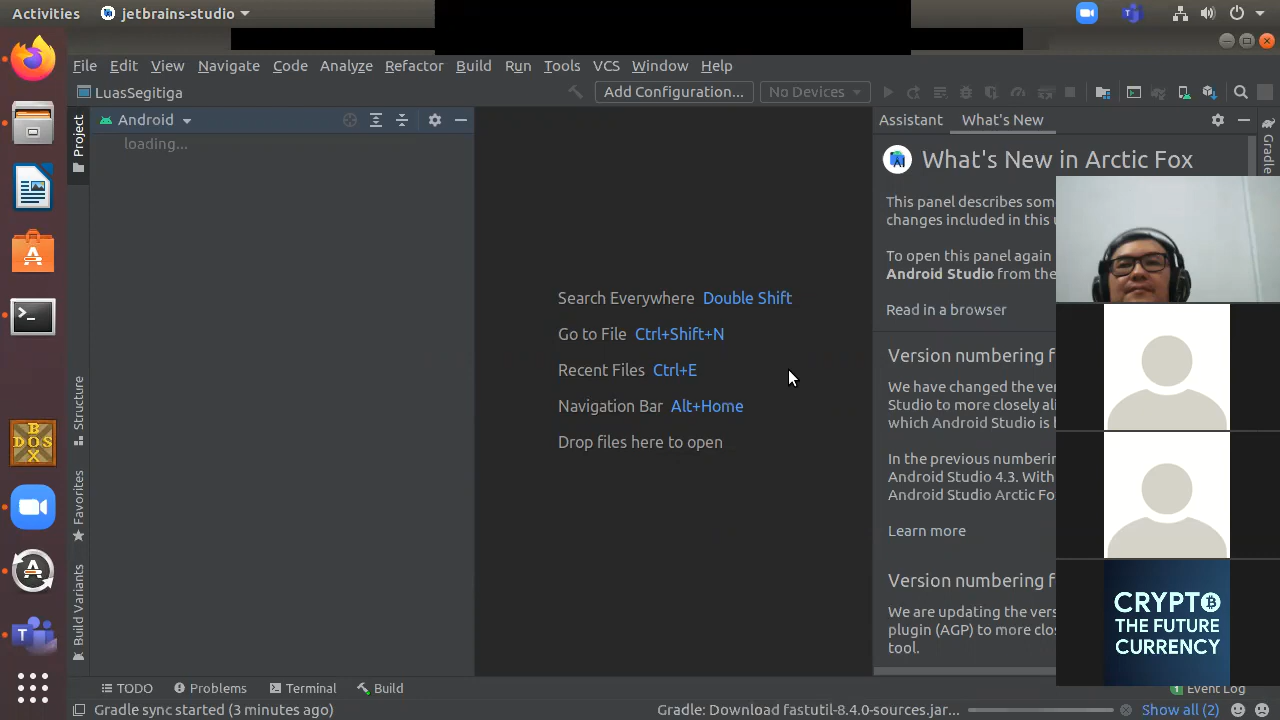 Activities
jetbrains-studio
File Edit View Navigate Code Analyze Refactor Build Run Tools VCS Window Help
LuasSegitiga
Add Configuration...
No Devices
Project
Android
loading...
Structure
Favorites
Build Variants
Search Everywhere Double Shift
Go to File Ctrl+Shift+N
Recent Files Ctrl+E
Navigation Bar Alt+Home
Drop files here to open
Assistant What's New
Gradle
What's New in Arctic Fox
This panel describes som
changes included in this u
To open this panel again
Android Studio from the
Read in a browser
Version numbering f
We have changed the ver
Studio to more closely ali
which Android Studio is b
In the previous numberin
Android Studio 4.3. With
Android Studio Arctic Fo
Learn more
Version numbering f
We are updating the vers
plugin (AGP) to more clos
tool.
CRYPTO
THE FUTURE
CURRENCY
DOS
BOX
TODO Problems Terminal Build
1 Event Log
Gradle sync started (3 minutes ago)
Gradle: Download fastutil-8.4.0-sources.jar...
Show all (2)